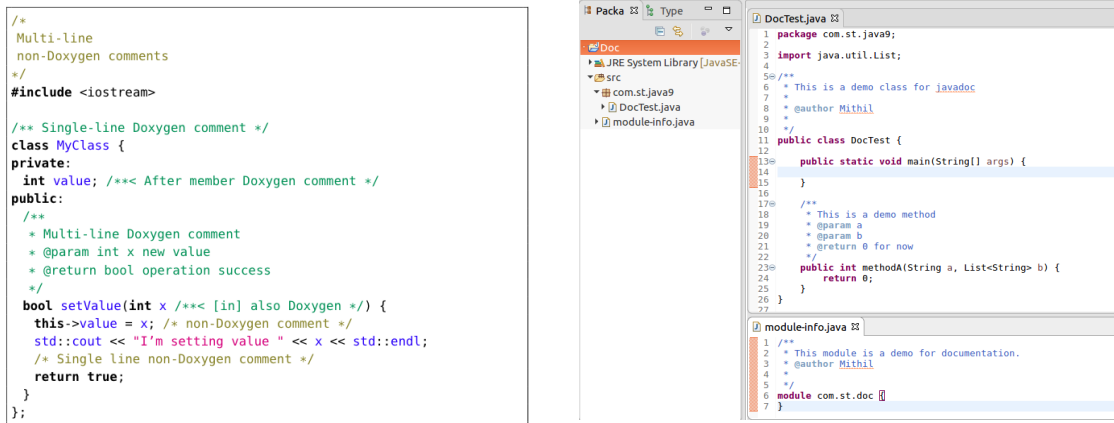 /*
Multi-line
non-Doxygen comments
*/
#include <iostream>
/** Single-line Doxygen comment */
class MyClass {
private:
int value; /**< After member Doxygen comment */
public:
/**
* Multi-line Doxygen comment
* @param int x new value
* @return bool operation success
*/
bool setValue(int x /**< [in] also Doxygen */) {
this->value = x; /* non-Doxygen comment */
std::cout << "I'm setting value " << x << std::endl;
/* Single line non-Doxygen comment */
return true;
}
};
Packa Type
Doc
JRE System Library [JavaSE-
src
com.st.java9
DocTest.java
module-info.java
DocTest.java
1 package com.st.java9;
2
3 import java.util.List;
4
5 /**
6 * This is a demo class for javadoc
7 *
8 * @author Mithil
9 *
10 */
11 public class DocTest {
12
13 public static void main(String[] args) {
14
15 }
16
17 /**
18 * This is a demo method
19 * @param a
20 * @param b
21 * @return 0 for now
22 */
23 public int methodA(String a, List<String> b) {
24 return 0;
25 }
26 }
27
module-info.java
1 /**
2 * This module is a demo for documentation.
3 * @author Mithil
4 *
5 */
6 module com.st.doc {
7 }